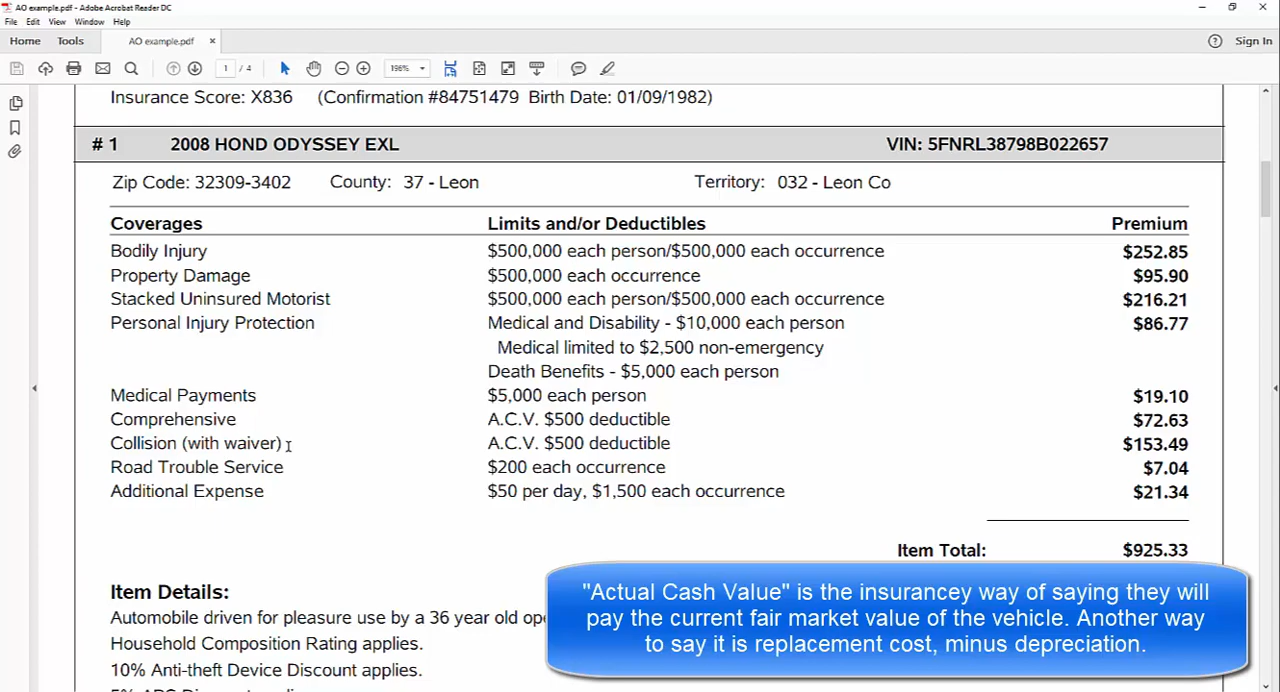 AO example.pdf - Adobe Acrobat Reader DC
File Edit View Window Help
Home Tools AO example.pdf × ? Sign In
1 / 4 196%
Insurance Score: X836 (Confirmation #84751479 Birth Date: 01/09/1982)
# 1 2008 HOND ODYSSEY EXL VIN: 5FNRL38798B022657
Zip Code: 32309-3402 County: 37 - Leon Territory: 032 - Leon Co
Coverages Limits and/or Deductibles Premium
Bodily Injury $500,000 each person/$500,000 each occurrence $252.85
Property Damage $500,000 each occurrence $95.90
Stacked Uninsured Motorist $500,000 each person/$500,000 each occurrence $216.21
Personal Injury Protection Medical and Disability - $10,000 each person $86.77
Medical limited to $2,500 non-emergency
Death Benefits - $5,000 each person
Medical Payments $5,000 each person $19.10
Comprehensive A.C.V. $500 deductible $72.63
Collision (with waiver) A.C.V. $500 deductible $153.49
Road Trouble Service $200 each occurrence $7.04
Additional Expense $50 per day, $1,500 each occurrence $21.34
Item Total: $925.33
Item Details:
Automobile driven for pleasure use by a 36 year old
Household Composition Rating applies.
10% Anti-theft Device Discount applies.
"Actual Cash Value" is the insurancey way of saying they will
pay the current fair market value of the vehicle. Another way
to say it is replacement cost, minus depreciation.